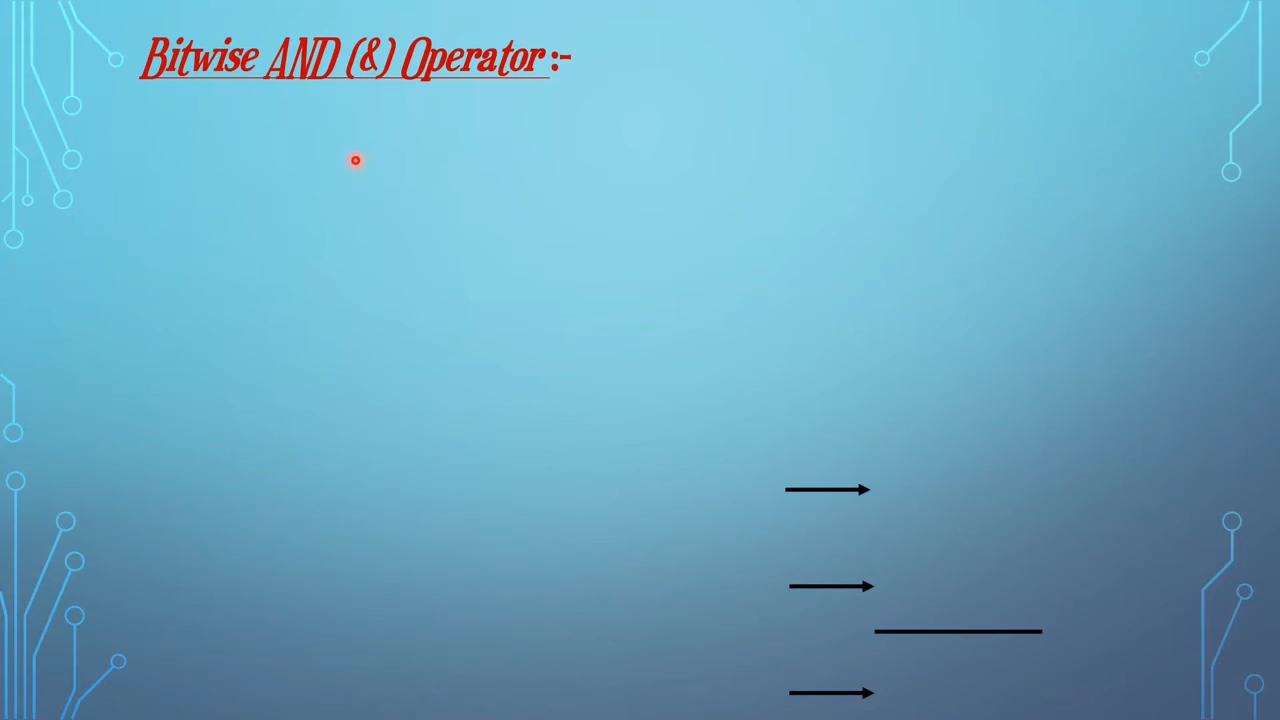 Bitwise AND (&) Operator :-